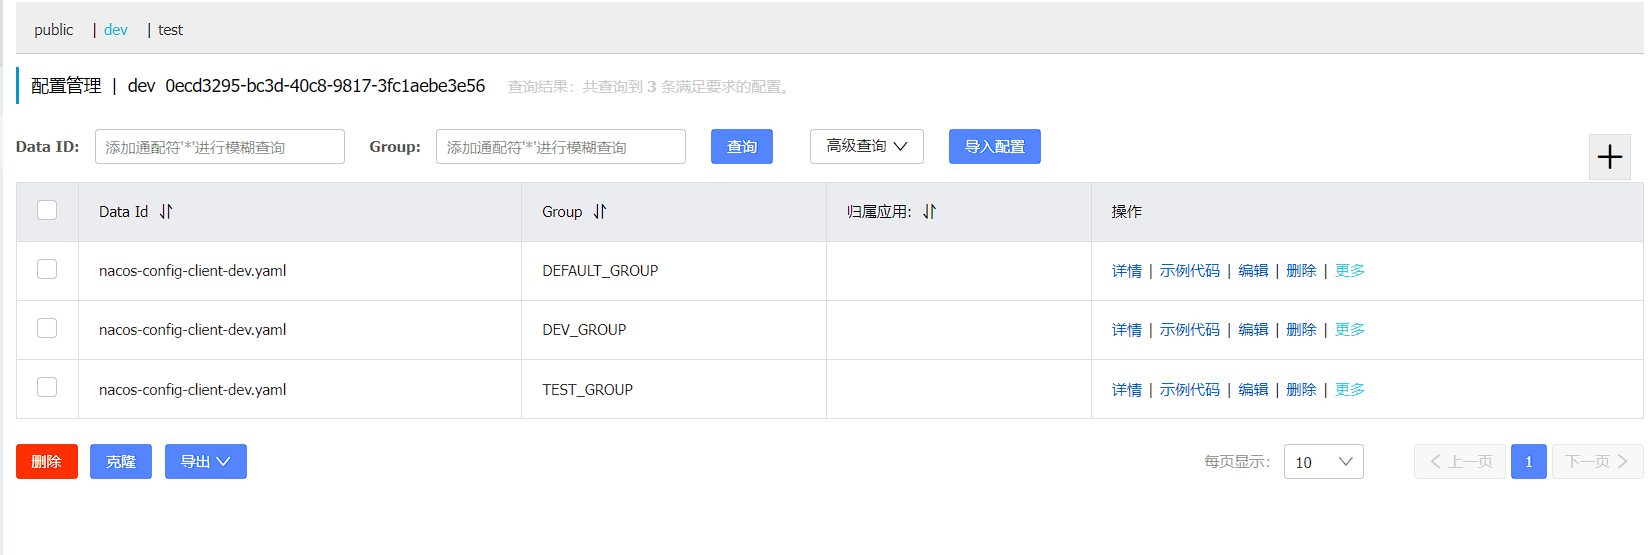 public | dev | test
配置管理 | dev 0ecd3295-bc3d-40c8-9817-3fc1aebe3e56 查询结果：共查询到 3 条满足要求的配置。
Data ID: 添加通配符'*'进行模糊查询 Group: 添加通配符'*'进行模糊查询 查询 高级查询 导入配置
Data Id Group 归属应用: 操作
nacos-config-client-dev.yaml DEFAULT_GROUP 详情 | 示例代码 | 编辑 | 删除 | 更多
nacos-config-client-dev.yaml DEV_GROUP 详情 | 示例代码 | 编辑 | 删除 | 更多
nacos-config-client-dev.yaml TEST_GROUP 详情 | 示例代码 | 编辑 | 删除 | 更多
删除 克隆 导出 每页显示: 10 上一页 1 下一页